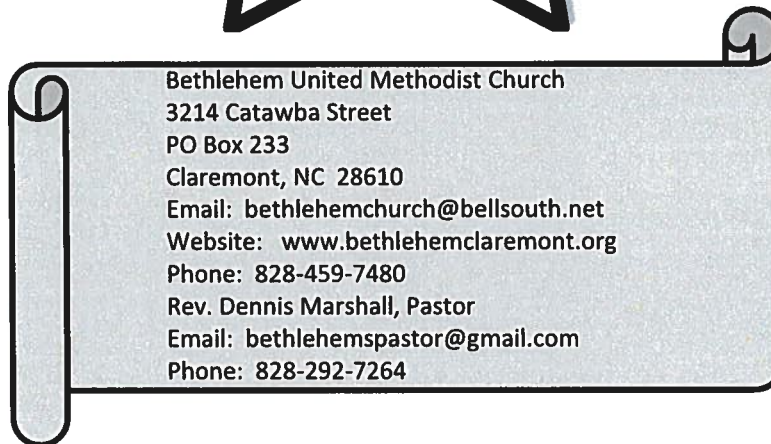 Bethlehem United Methodist Church
3214 Catawba Street
PO Box 233
Claremont, NC  28610
Email:  bethlehemchurch@bellsouth.net
Website:   www.bethlehemclaremont.org
Phone:  828-459-7480
Rev. Dennis Marshall, Pastor
Email:  bethlehemspastor@gmail.com
Phone:  828-292-7264